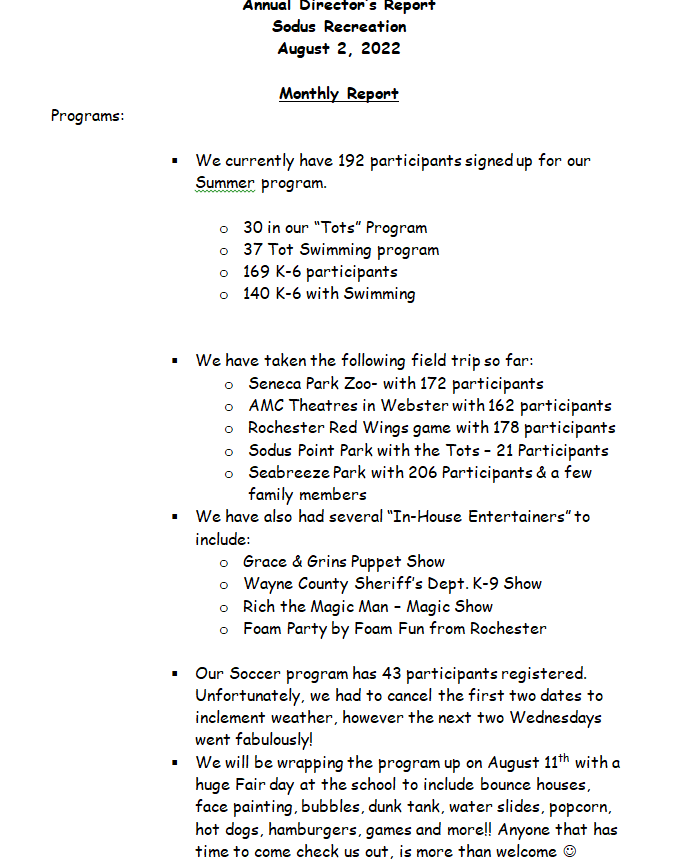 Annual Director's Report
Sodus Recreation
August 2, 2022
Monthly Report
Programs:
▪ We currently have 192 participants signed up for our
Summer program.
o 30 in our "Tots" Program
o 37 Tot Swimming program
o 169 K-6 participants
o 140 K-6 with Swimming
▪ We have taken the following field trip so far:
o Seneca Park Zoo- with 172 participants
o AMC Theatres in Webster with 162 participants
o Rochester Red Wings game with 178 participants
o Sodus Point Park with the Tots – 21 Participants
o Seabreeze Park with 206 Participants & a few
family members
▪ We have also had several "In-House Entertainers" to
include:
o Grace & Grins Puppet Show
o Wayne County Sheriff's Dept. K-9 Show
o Rich the Magic Man – Magic Show
o Foam Party by Foam Fun from Rochester
▪ Our Soccer program has 43 participants registered.
Unfortunately, we had to cancel the first two dates to
inclement weather, however the next two Wednesdays
went fabulously!
▪ We will be wrapping the program up on August 11th with a
huge Fair day at the school to include bounce houses,
face painting, bubbles, dunk tank, water slides, popcorn,
hot dogs, hamburgers, games and more!! Anyone that has
time to come check us out, is more than welcome ☺